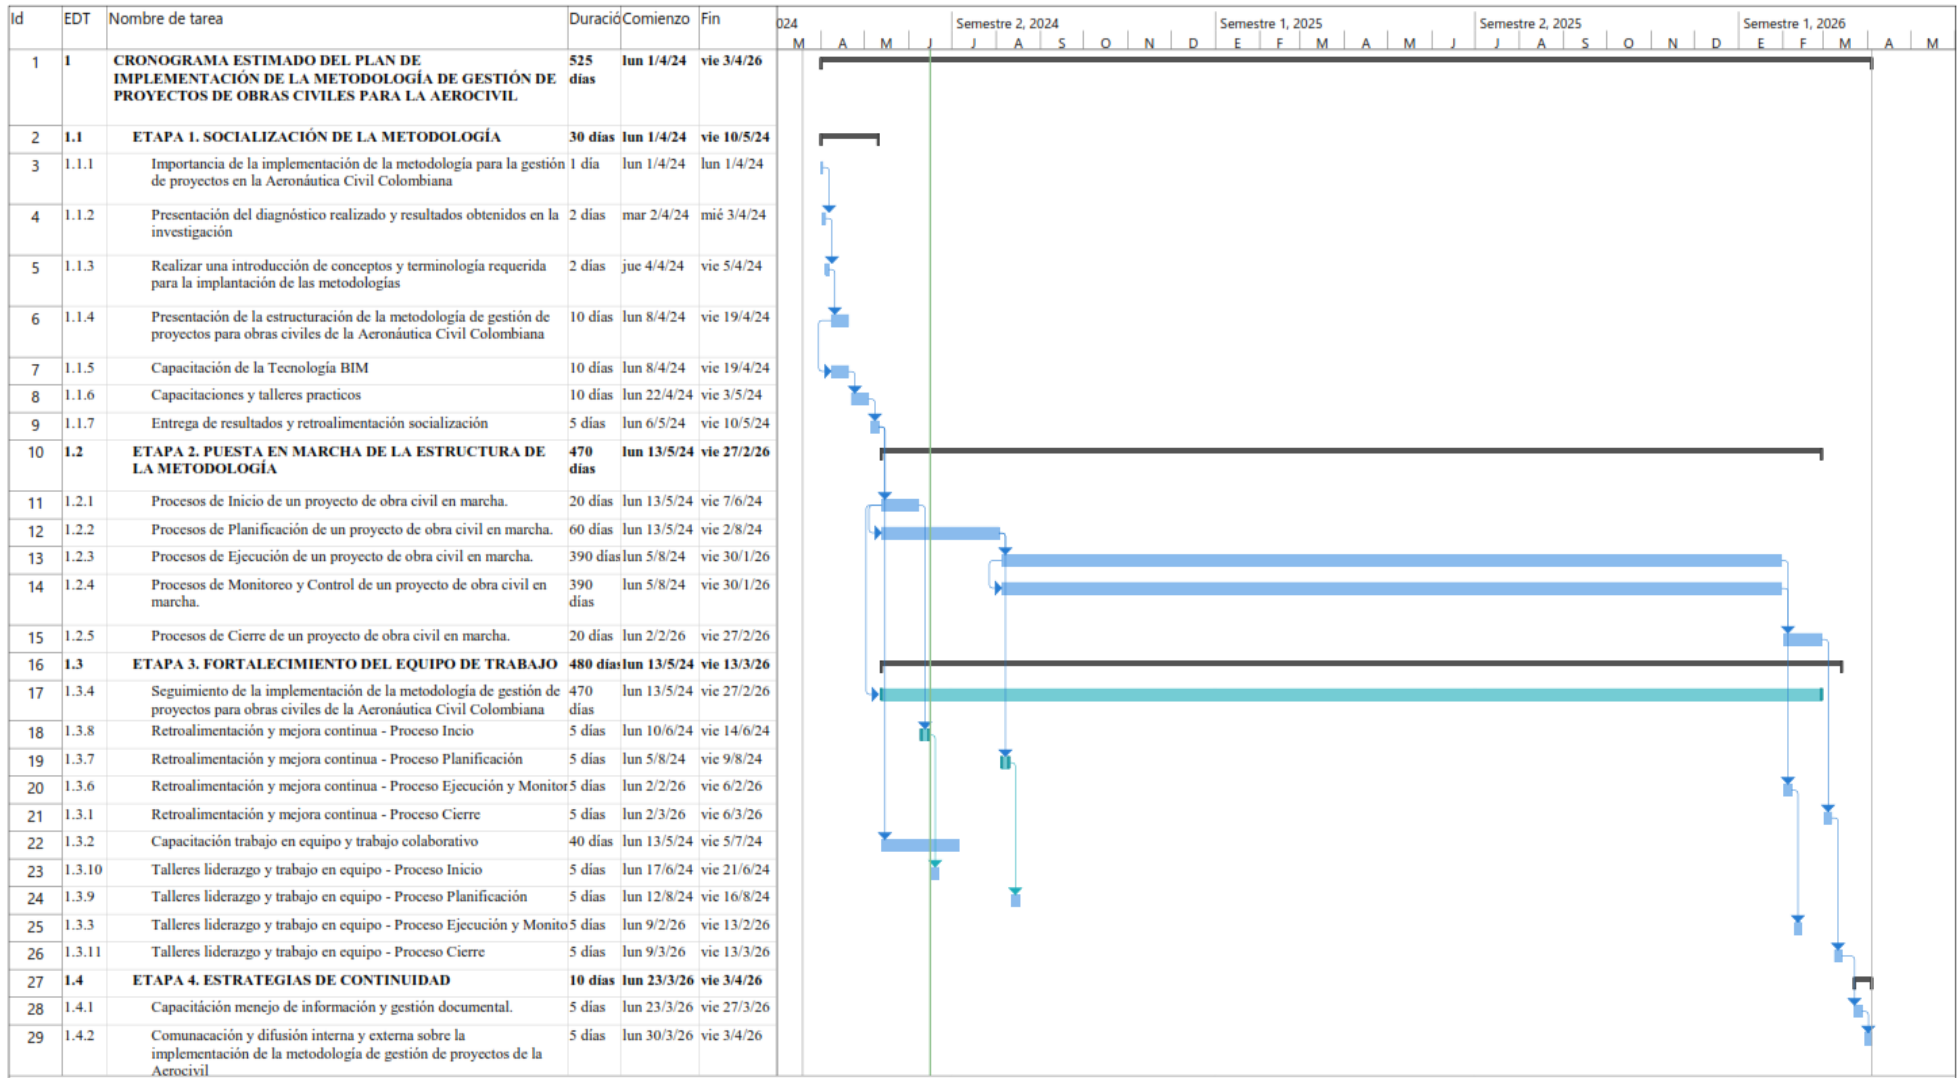 Id EDT Nombre de tarea Duració Comienzo Fin
024 Semestre 2, 2024 Semestre 1, 2025 Semestre 2, 2025 Semestre 1, 2026
M A M J J A S O N D E F M A M J J A S O N D E F M A M
1 1 CRONOGRAMA ESTIMADO DEL PLAN DE 525 lun 1/4/24 vie 3/4/26
IMPLEMENTACIÓN DE LA METODOLOGÍA DE GESTIÓN DE días
PROYECTOS DE OBRAS CIVILES PARA LA AEROCIVIL
2 1.1 ETAPA 1. SOCIALIZACIÓN DE LA METODOLOGÍA 30 días lun 1/4/24 vie 10/5/24
3 1.1.1 Importancia de la implementación de la metodología para la gestión 1 día lun 1/4/24 lun 1/4/24
de proyectos en la Aeronáutica Civil Colombiana
4 1.1.2 Presentación del diagnóstico realizado y resultados obtenidos en la 2 días mar 2/4/24 mié 3/4/24
investigación
5 1.1.3 Realizar una introducción de conceptos y terminología requerida 2 días jue 4/4/24 vie 5/4/24
para la implantación de las metodologías
6 1.1.4 Presentación de la estructuración de la metodología de gestión de 10 días lun 8/4/24 vie 19/4/24
proyectos para obras civiles de la Aeronáutica Civil Colombiana
7 1.1.5 Capacitación de la Tecnología BIM 10 días lun 8/4/24 vie 19/4/24
8 1.1.6 Capacitaciones y talleres practicos 10 días lun 22/4/24 vie 3/5/24
9 1.1.7 Entrega de resultados y retroalimentación socialización 5 días lun 6/5/24 vie 10/5/24
10 1.2 ETAPA 2. PUESTA EN MARCHA DE LA ESTRUCTURA DE 470 lun 13/5/24 vie 27/2/26
LA METODOLOGÍA días
11 1.2.1 Procesos de Inicio de un proyecto de obra civil en marcha. 20 días lun 13/5/24 vie 7/6/24
12 1.2.2 Procesos de Planificación de un proyecto de obra civil en marcha. 60 días lun 13/5/24 vie 2/8/24
13 1.2.3 Procesos de Ejecución de un proyecto de obra civil en marcha. 390 días lun 5/8/24 vie 30/1/26
14 1.2.4 Procesos de Monitoreo y Control de un proyecto de obra civil en 390 lun 5/8/24 vie 30/1/26
marcha. días
15 1.2.5 Procesos de Cierre de un proyecto de obra civil en marcha. 20 días lun 2/2/26 vie 27/2/26
16 1.3 ETAPA 3. FORTALECIMIENTO DEL EQUIPO DE TRABAJO 480 días lun 13/5/24 vie 13/3/26
17 1.3.4 Seguimiento de la implementación de la metodología de gestión de 470 lun 13/5/24 vie 27/2/26
proyectos para obras civiles de la Aeronáutica Civil Colombiana días
18 1.3.8 Retroalimentación y mejora continua - Proceso Incio 5 días lun 10/6/24 vie 14/6/24
19 1.3.7 Retroalimentación y mejora continua - Proceso Planificación 5 días lun 5/8/24 vie 9/8/24
20 1.3.6 Retroalimentación y mejora continua - Proceso Ejecución y Monitor 5 días lun 2/2/26 vie 6/2/26
21 1.3.1 Retroalimentación y mejora continua - Proceso Cierre 5 días lun 2/3/26 vie 6/3/26
22 1.3.2 Capacitación trabajo en equipo y trabajo colaborativo 40 días lun 13/5/24 vie 5/7/24
23 1.3.10 Talleres liderazgo y trabajo en equipo - Proceso Inicio 5 días lun 17/6/24 vie 21/6/24
24 1.3.9 Talleres liderazgo y trabajo en equipo - Proceso Planificación 5 días lun 12/8/24 vie 16/8/24
25 1.3.3 Talleres liderazgo y trabajo en equipo - Proceso Ejecución y Monito 5 días lun 9/2/26 vie 13/2/26
26 1.3.11 Talleres liderazgo y trabajo en equipo - Proceso Cierre 5 días lun 9/3/26 vie 13/3/26
27 1.4 ETAPA 4. ESTRATEGIAS DE CONTINUIDAD 10 días lun 23/3/26 vie 3/4/26
28 1.4.1 Capacitáción menejo de información y gestión documental. 5 días lun 23/3/26 vie 27/3/26
29 1.4.2 Comunacación y difusión interna y externa sobre la 5 días lun 30/3/26 vie 3/4/26
implementación de la metodología de gestión de proyectos de la
Aerocivil